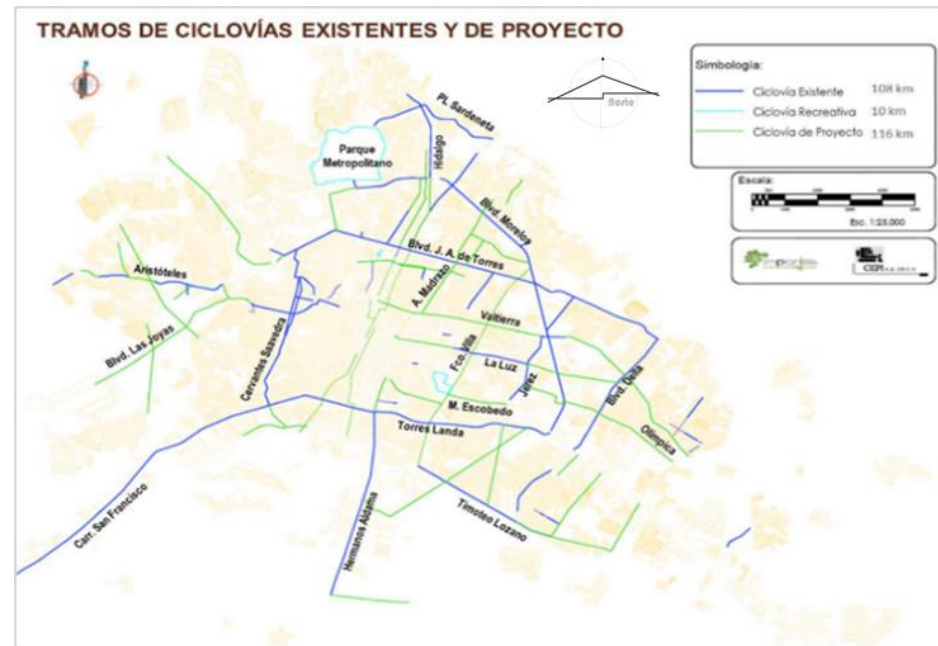 TRAMOS DE CICLOVÍAS EXISTENTES Y DE PROYECTO
Simbología:
Ciclovía Existente 108 km
Ciclovía Recreativa 10 km
Ciclovía de Proyecto 116 km
Norte
Escala:
Esc. 1:25,000
Pl. Sardeneta
Hidalgo
Parque
Metropolitano
Blvd. Morelos
Blvd. J. A. de Torres
Aristóteles
A. Madrazo
Valtierra
Blvd. Las Joyas
Cervantes Saavedra
Fco. Villa
La Luz
Jerez
Blvd. Delta
M. Escobedo
Torres Landa
Olímpica
Carr. San Francisco
Hermanos Aldama
Timoteo Lozano